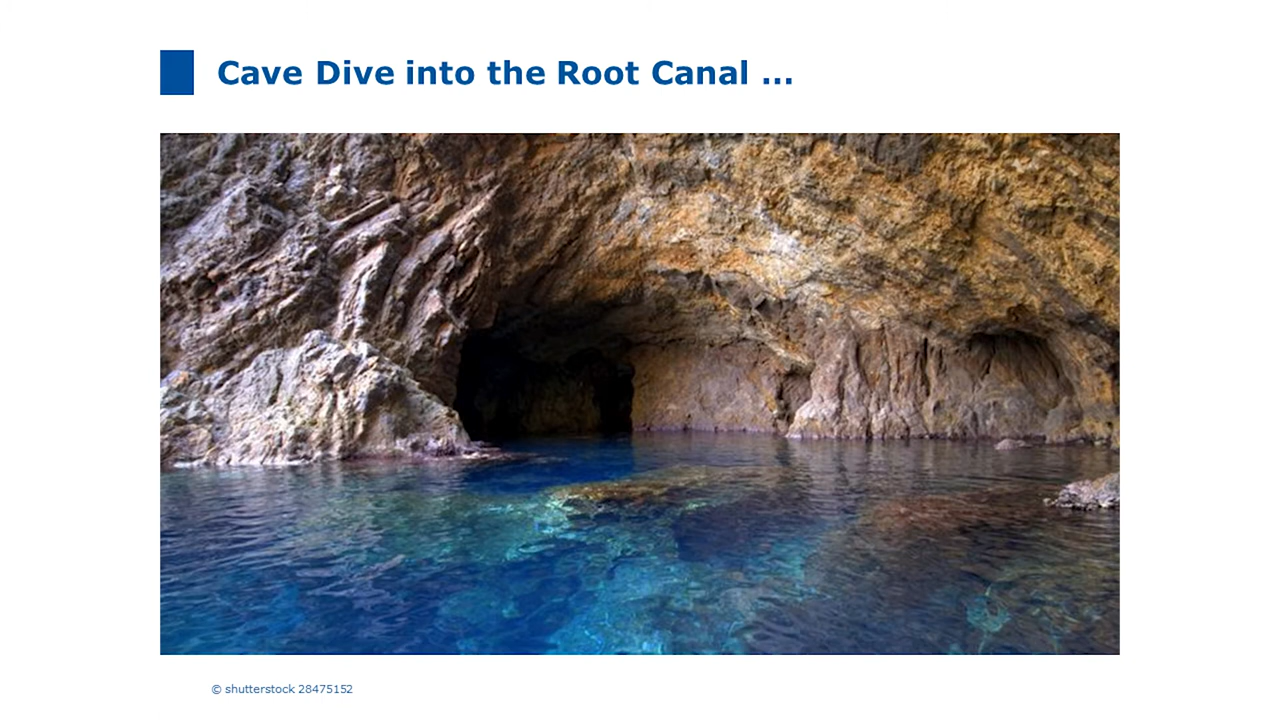 Cave Dive into the Root Canal ...
© shutterstock 28475152